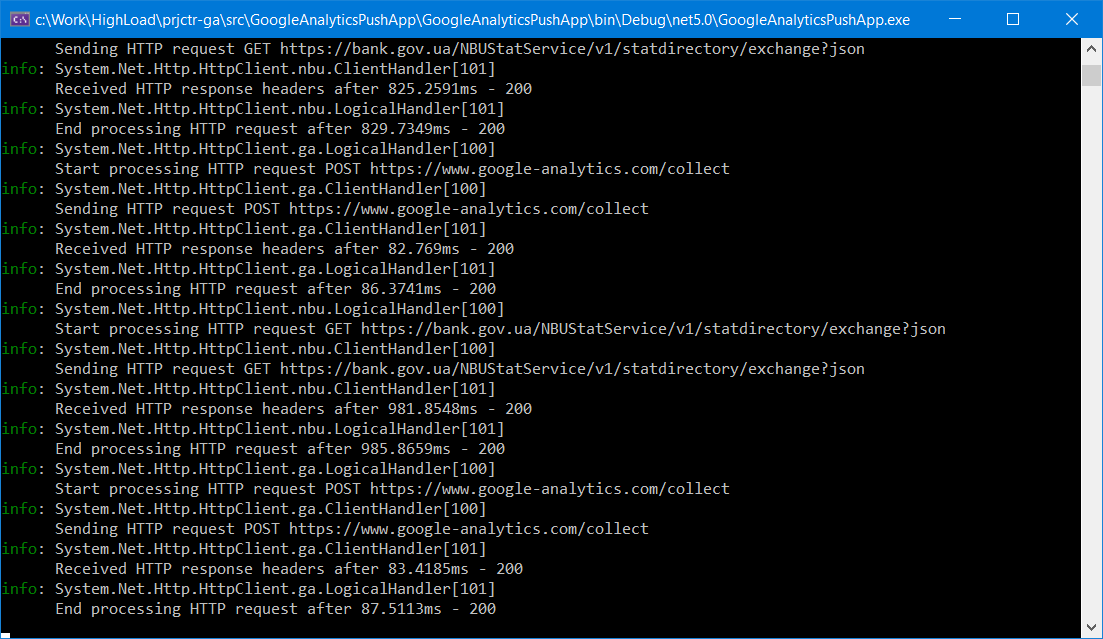 c:\Work\HighLoad\prjctr-ga\src\GoogleAnalyticsPushApp\GoogleAnalyticsPushApp\bin\Debug\net5.0\GoogleAnalyticsPushApp.exe
Sending HTTP request GET https://bank.gov.ua/NBUStatService/v1/statdirectory/exchange?json
info: System.Net.Http.HttpClient.nbu.ClientHandler[101]
Received HTTP response headers after 825.2591ms - 200
info: System.Net.Http.HttpClient.nbu.LogicalHandler[101]
End processing HTTP request after 829.7349ms - 200
info: System.Net.Http.HttpClient.ga.LogicalHandler[100]
Start processing HTTP request POST https://www.google-analytics.com/collect
info: System.Net.Http.HttpClient.ga.ClientHandler[100]
Sending HTTP request POST https://www.google-analytics.com/collect
info: System.Net.Http.HttpClient.ga.ClientHandler[101]
Received HTTP response headers after 82.769ms - 200
info: System.Net.Http.HttpClient.ga.LogicalHandler[101]
End processing HTTP request after 86.3741ms - 200
info: System.Net.Http.HttpClient.nbu.LogicalHandler[100]
Start processing HTTP request GET https://bank.gov.ua/NBUStatService/v1/statdirectory/exchange?json
info: System.Net.Http.HttpClient.nbu.ClientHandler[100]
Sending HTTP request GET https://bank.gov.ua/NBUStatService/v1/statdirectory/exchange?json
info: System.Net.Http.HttpClient.nbu.ClientHandler[101]
Received HTTP response headers after 981.8548ms - 200
info: System.Net.Http.HttpClient.nbu.LogicalHandler[101]
End processing HTTP request after 985.8659ms - 200
info: System.Net.Http.HttpClient.ga.LogicalHandler[100]
Start processing HTTP request POST https://www.google-analytics.com/collect
info: System.Net.Http.HttpClient.ga.ClientHandler[100]
Sending HTTP request POST https://www.google-analytics.com/collect
info: System.Net.Http.HttpClient.ga.ClientHandler[101]
Received HTTP response headers after 83.4185ms - 200
info: System.Net.Http.HttpClient.ga.LogicalHandler[101]
End processing HTTP request after 87.5113ms - 200